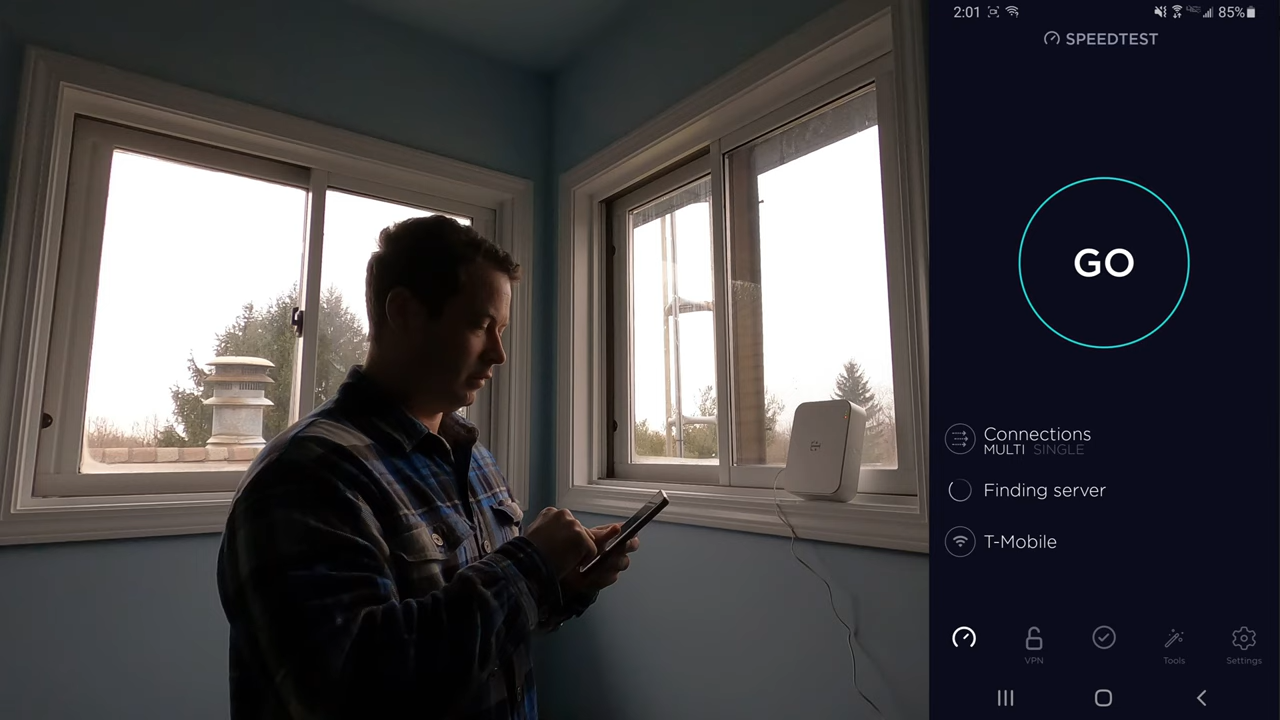 2:01
85%
SPEEDTEST
GO
Connections
MULTI SINGLE
Finding server
T-Mobile
VPN
Tools
Settings